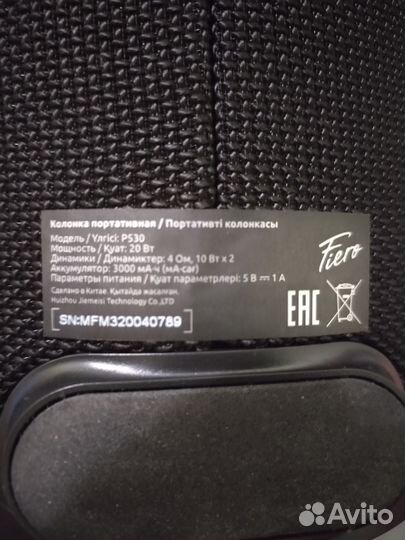 Колонка портативная / Портативті колонкасы
Модель / Үлгісі: PS30
Мощность / Қуат: 20 Вт
Динамики / Динамиктер: 4 Ом, 10 Вт x 2
Аккумулятор: 3000 мА·ч (мА·сағ)
Параметры питания / Қуат параметрлері: 5 В ⎓ 1 А
Сделано в Китае. Қытайда жасалған.
Huizhou Jiemeisi Technology Co.,LTD
SN:MFM320040789
Fiero
EAC
Avito